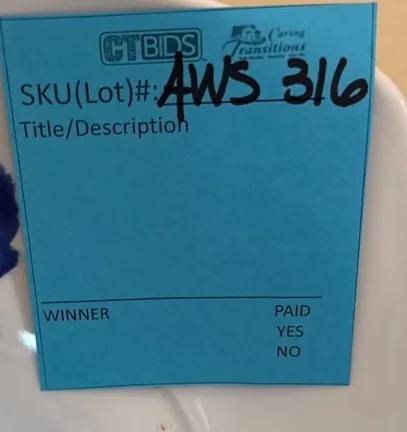 CTBIDS Caring Transitions
SKU(Lot)#: AWS 316
Title/Description
WINNER PAID
YES
NO